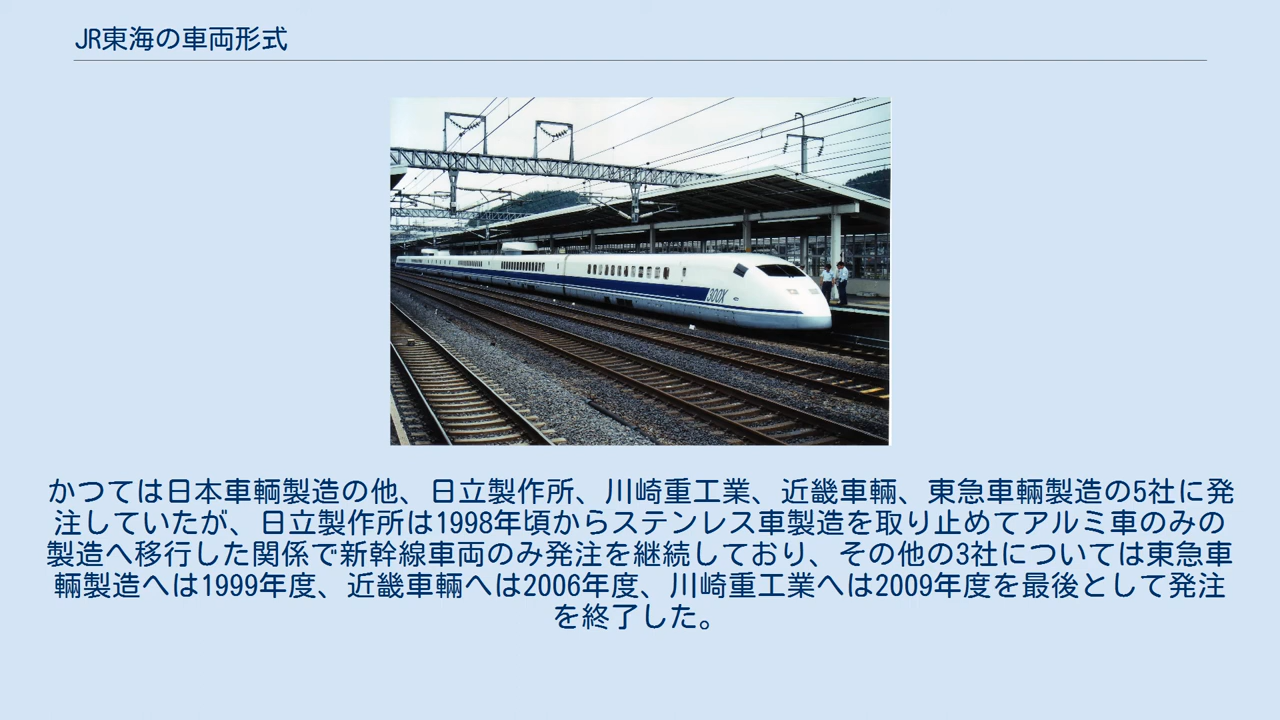 JR東海の車両形式
300X
かつては日本車輌製造の他、日立製作所、川崎重工業、近畿車輛、東急車輛製造の5社に発
注していたが、日立製作所は1998年頃からステンレス車製造を取り止めてアルミ車のみの
製造へ移行した関係で新幹線車両のみ発注を継続しており、その他の3社については東急車
輛製造へは1999年度、近畿車輛へは2006年度、川崎重工業へは2009年度を最後として発注
を終了した。